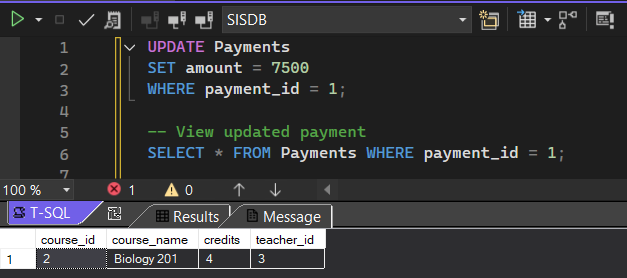 SISDB
1 UPDATE Payments
2 SET amount = 7500
3 WHERE payment_id = 1;
4
5 -- View updated payment
6 SELECT * FROM Payments WHERE payment_id = 1;
7
100 % 1 0
T-SQL Results Message
course_id course_name credits teacher_id
1 2 Biology 201 4 3